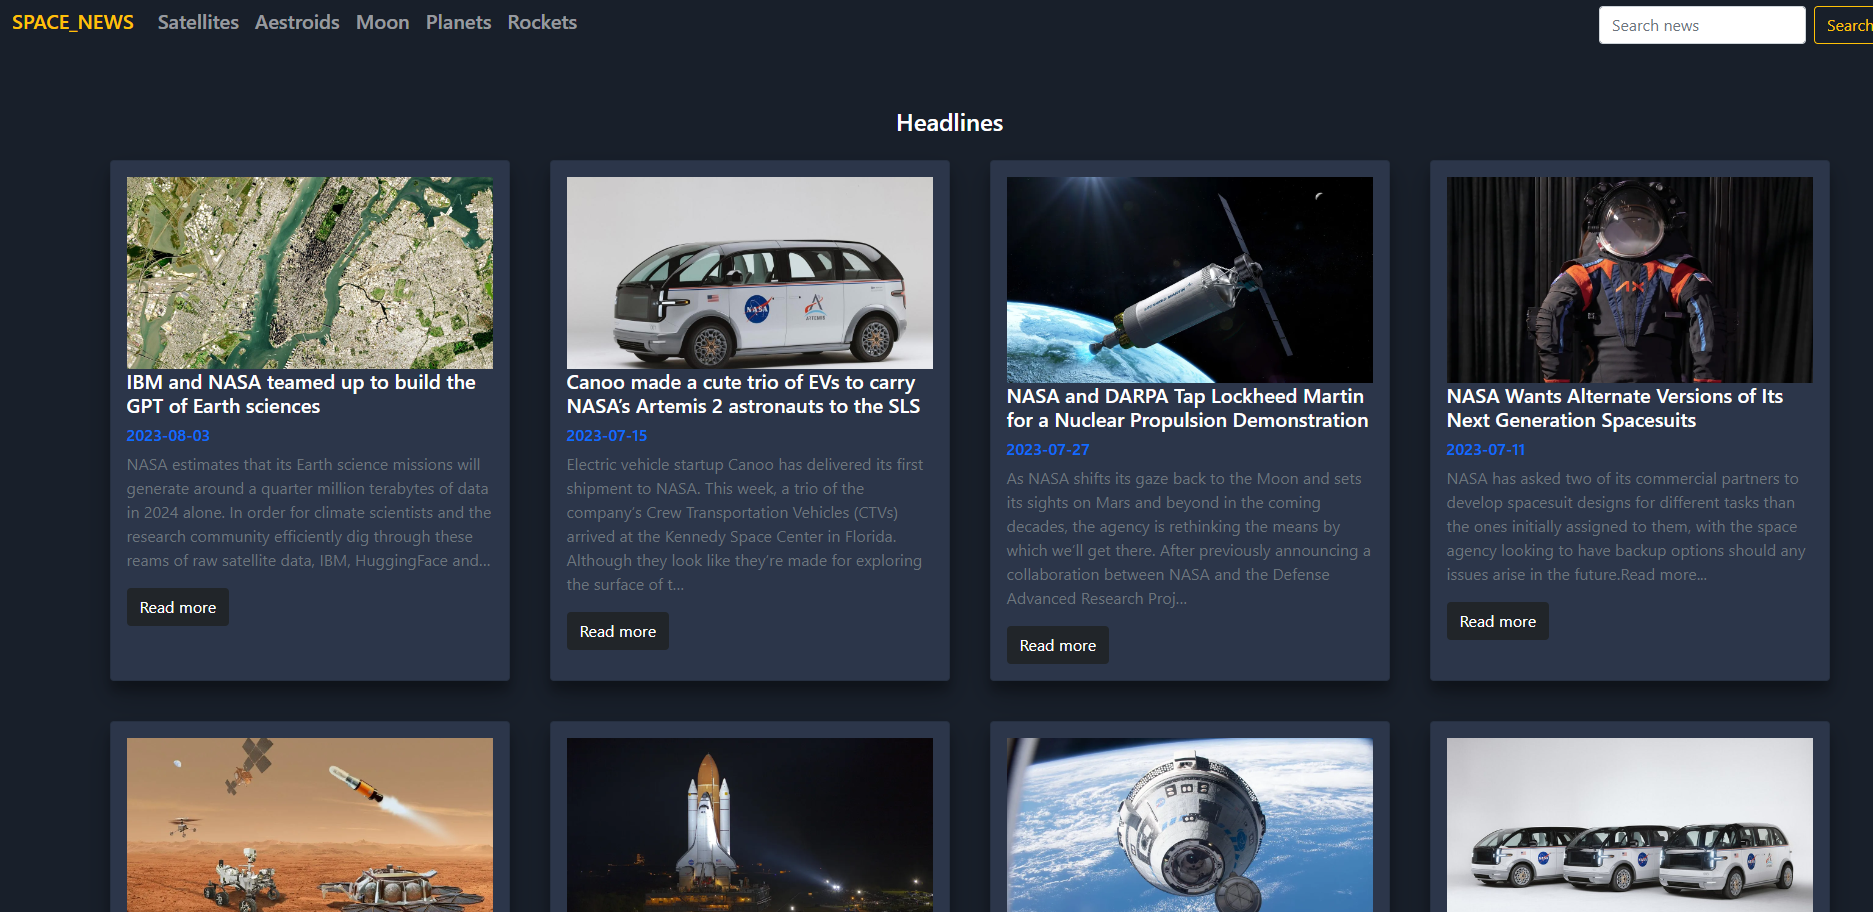 SPACE_NEWS Satellites Aestroids Moon Planets Rockets Search news Search
Headlines
IBM and NASA teamed up to build the
GPT of Earth sciences
2023-08-03
NASA estimates that its Earth science missions will
generate around a quarter million terabytes of data
in 2024 alone. In order for climate scientists and the
research community efficiently dig through these
reams of raw satellite data, IBM, HuggingFace and...
Read more
NASA
ARTEMIS
Canoo made a cute trio of EVs to carry
NASA's Artemis 2 astronauts to the SLS
2023-07-15
Electric vehicle startup Canoo has delivered its first
shipment to NASA. This week, a trio of the
company's Crew Transportation Vehicles (CTVs)
arrived at the Kennedy Space Center in Florida.
Although they look like they're made for exploring
the surface of t...
Read more
NASA and DARPA Tap Lockheed Martin
for a Nuclear Propulsion Demonstration
2023-07-27
As NASA shifts its gaze back to the Moon and sets
its sights on Mars and beyond in the coming
decades, the agency is rethinking the means by
which we'll get there. After previously announcing a
collaboration between NASA and the Defense
Advanced Research Proj...
Read more
AX
NASA Wants Alternate Versions of Its
Next Generation Spacesuits
2023-07-11
NASA has asked two of its commercial partners to
develop spacesuit designs for different tasks than
the ones initially assigned to them, with the space
agency looking to have backup options should any
issues arise in the future.Read more...
Read more